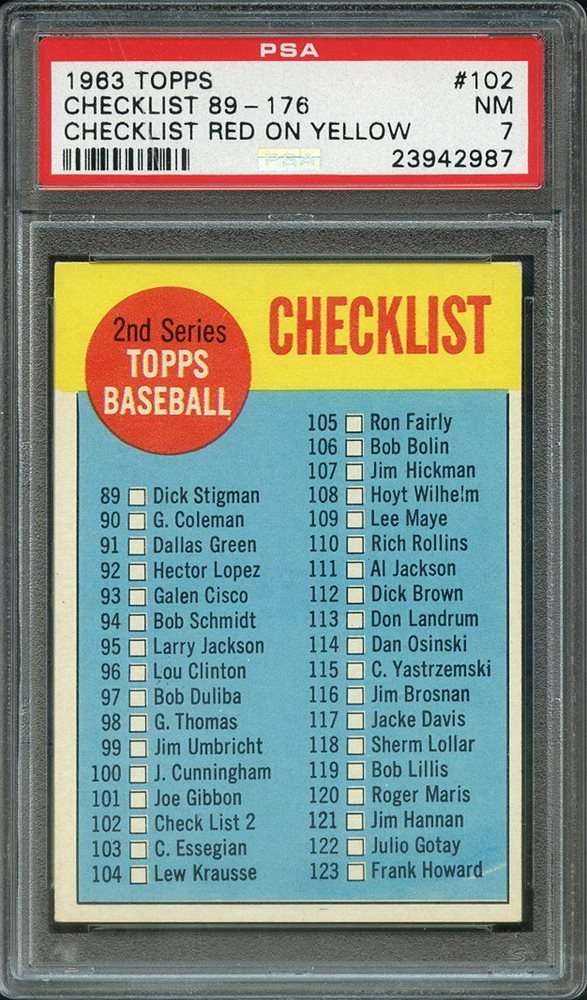 PSA
1963 TOPPS #102
CHECKLIST 89 – 176 NM
CHECKLIST RED ON YELLOW 7
PSA 23942987
2nd Series
TOPPS
BASEBALL
CHECKLIST
89 Dick Stigman
90 G. Coleman
91 Dallas Green
92 Hector Lopez
93 Galen Cisco
94 Bob Schmidt
95 Larry Jackson
96 Lou Clinton
97 Bob Duliba
98 G. Thomas
99 Jim Umbricht
100 J. Cunningham
101 Joe Gibbon
102 Check List 2
103 C. Essegian
104 Lew Krausse
105 Ron Fairly
106 Bob Bolin
107 Jim Hickman
108 Hoyt Wilhelm
109 Lee Maye
110 Rich Rollins
111 Al Jackson
112 Dick Brown
113 Don Landrum
114 Dan Osinski
115 C. Yastrzemski
116 Jim Brosnan
117 Jacke Davis
118 Sherm Lollar
119 Bob Lillis
120 Roger Maris
121 Jim Hannan
122 Julio Gotay
123 Frank Howard